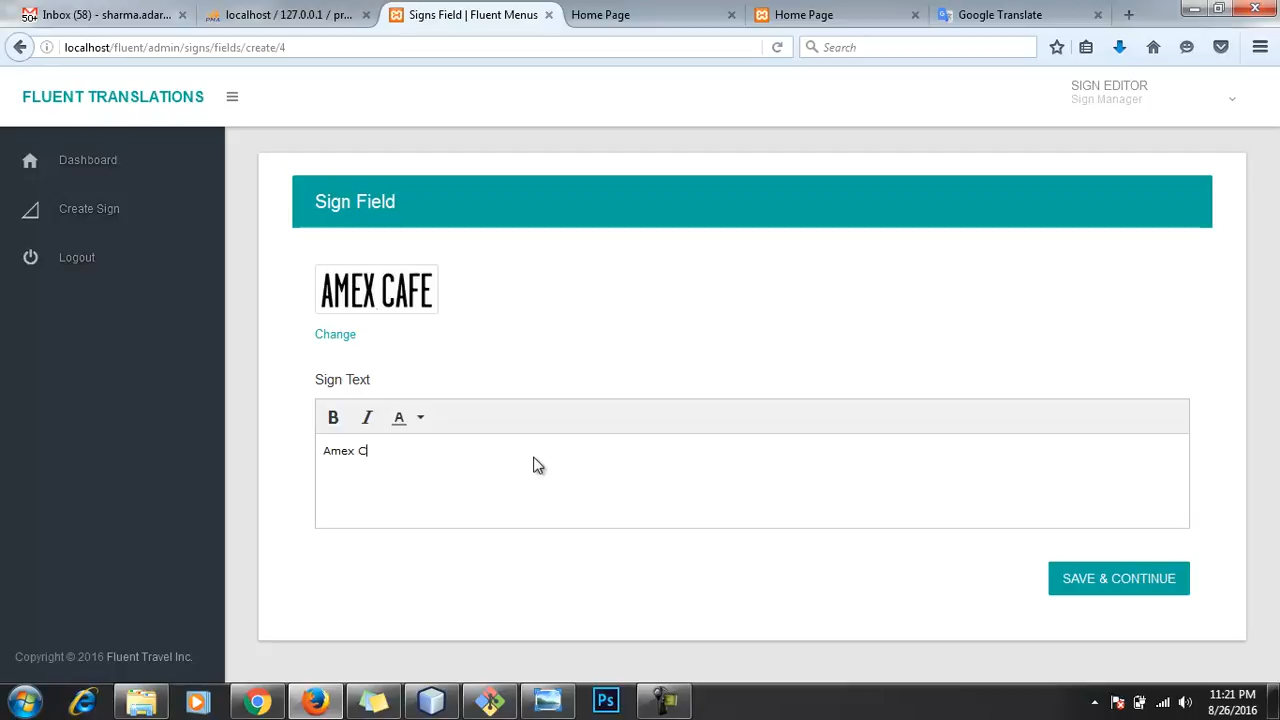 Inbox (58) - sharma.adar...
localhost / 127.0.0.1 / pr...
Signs Field | Fluent Menus
Home Page
Home Page
Google Translate
localhost/fluent/admin/signs/fields/create/4
Search
FLUENT TRANSLATIONS
SIGN EDITOR
Sign Manager
Dashboard
Create Sign
Logout
Sign Field
AMEX CAFE
Change
Sign Text
B I A
Amex C
SAVE & CONTINUE
Copyright © 2016 Fluent Travel Inc.
Ps
11:21 PM
8/26/2016